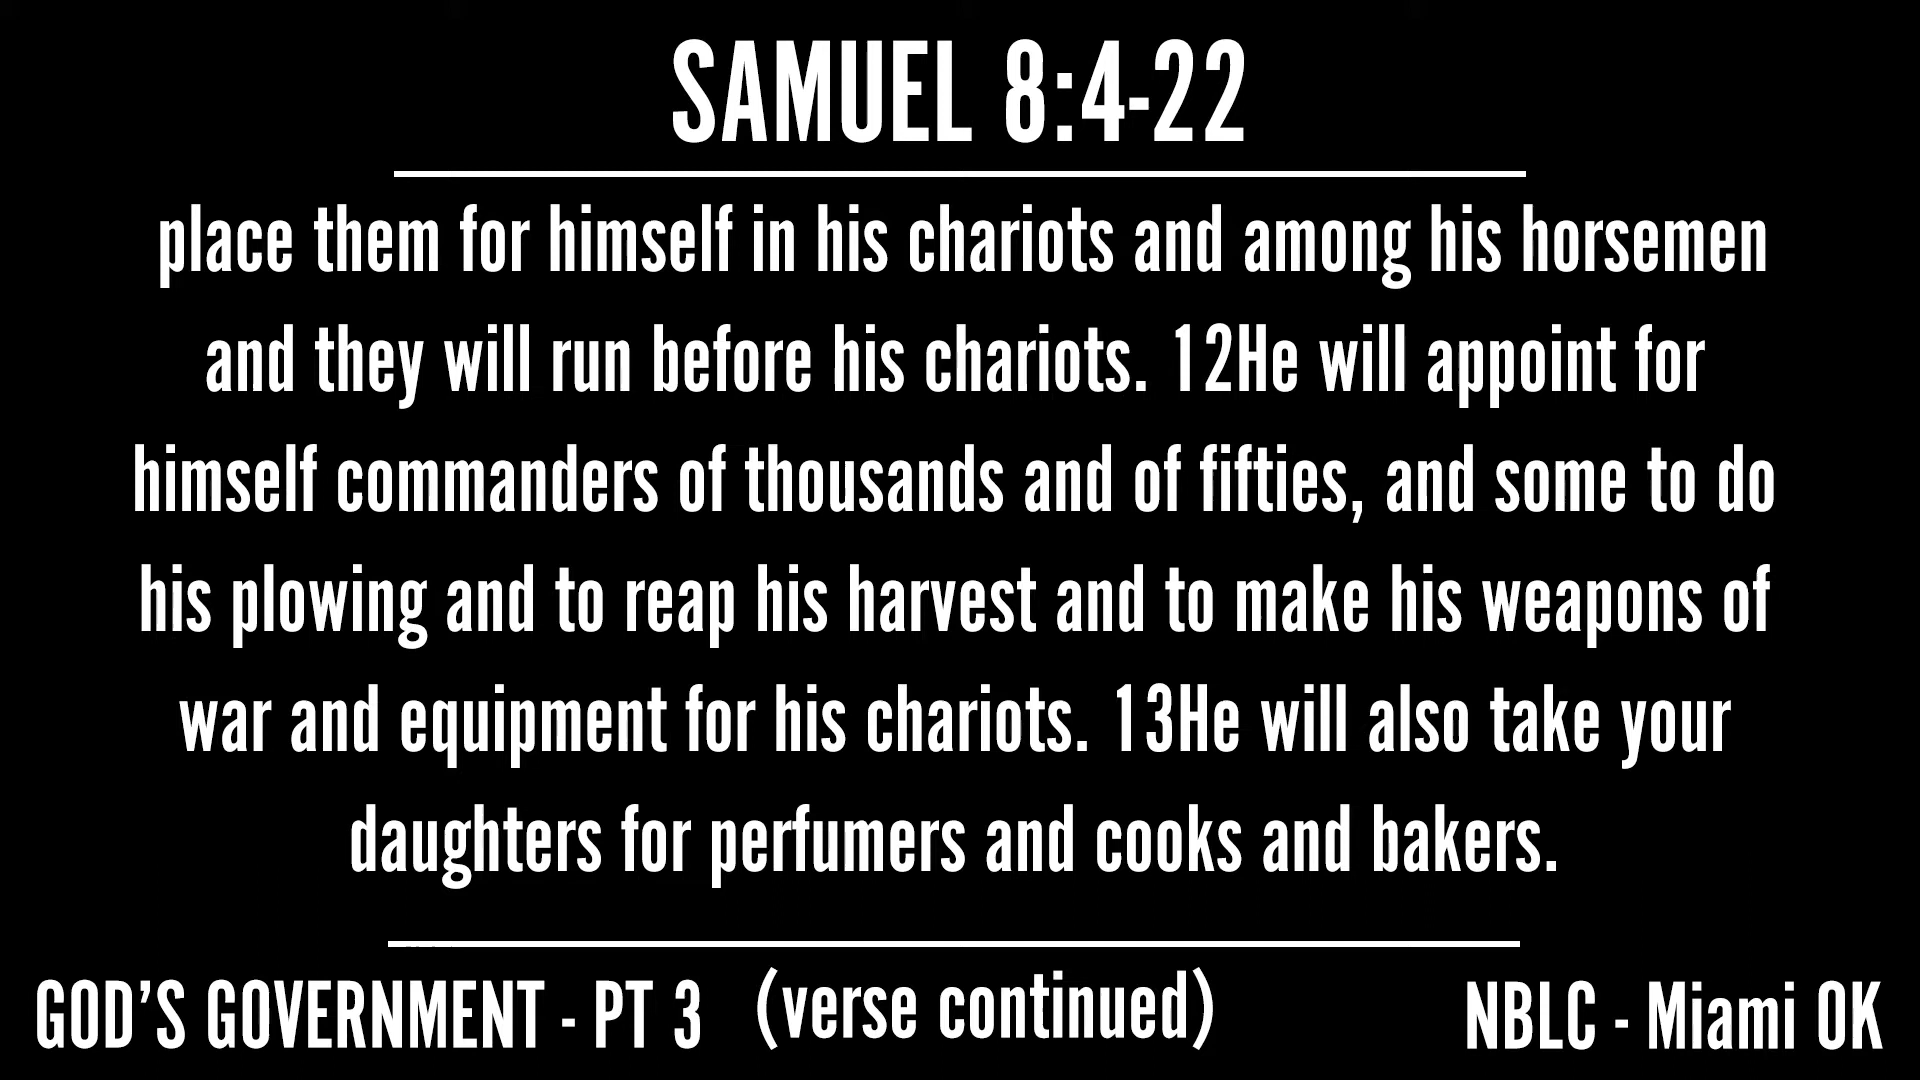 SAMUEL 8:4-22
place them for himself in his chariots and among his horsemen
and they will run before his chariots. 12He will appoint for
himself commanders of thousands and of fifties, and some to do
his plowing and to reap his harvest and to make his weapons of
war and equipment for his chariots. 13He will also take your
daughters for perfumers and cooks and bakers.
GOD’S GOVERNMENT - PT 3 (verse continued) NBLC - Miami OK